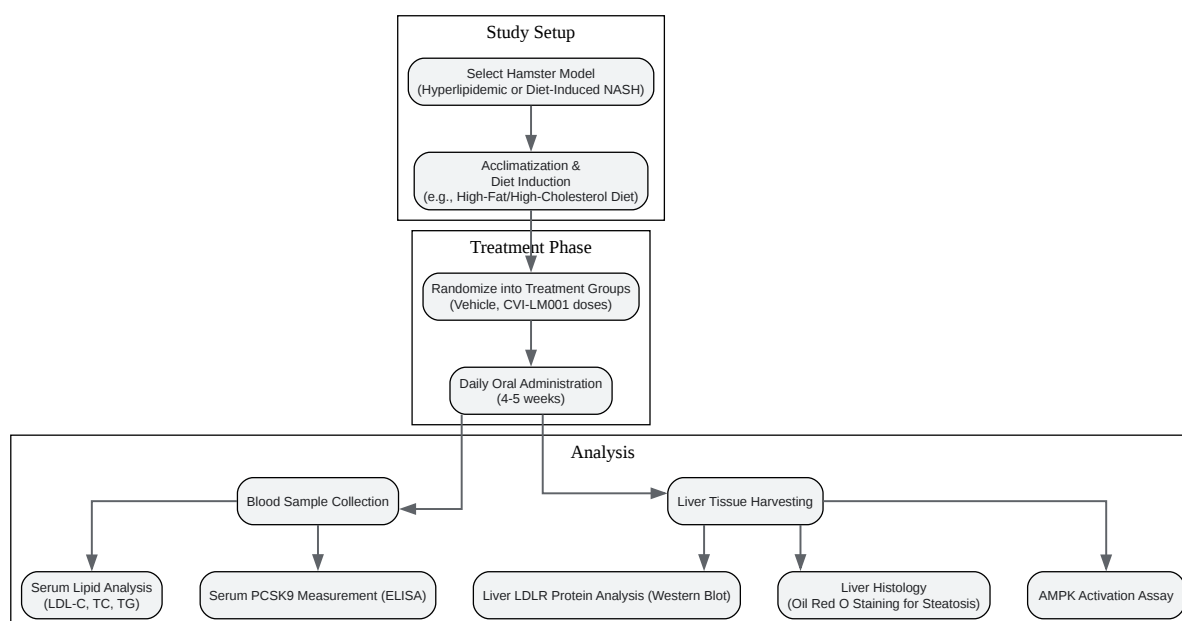 Study Setup
Select Hamster Model
(Hyperlipidemic or Diet-Induced NASH)
Acclimatization &
Diet Induction
(e.g., High-Fat/High-Cholesterol Diet)
Treatment Phase
Randomize into Treatment Groups
(Vehicle, CVI-LM001 doses)
Daily Oral Administration
(4-5 weeks)
Analysis
Blood Sample Collection
Liver Tissue Harvesting
Serum Lipid Analysis
(LDL-C, TC, TG)
Serum PCSK9 Measurement (ELISA)
Liver LDLR Protein Analysis (Western Blot)
Liver Histology
(Oil Red O Staining for Steatosis)
AMPK Activation Assay